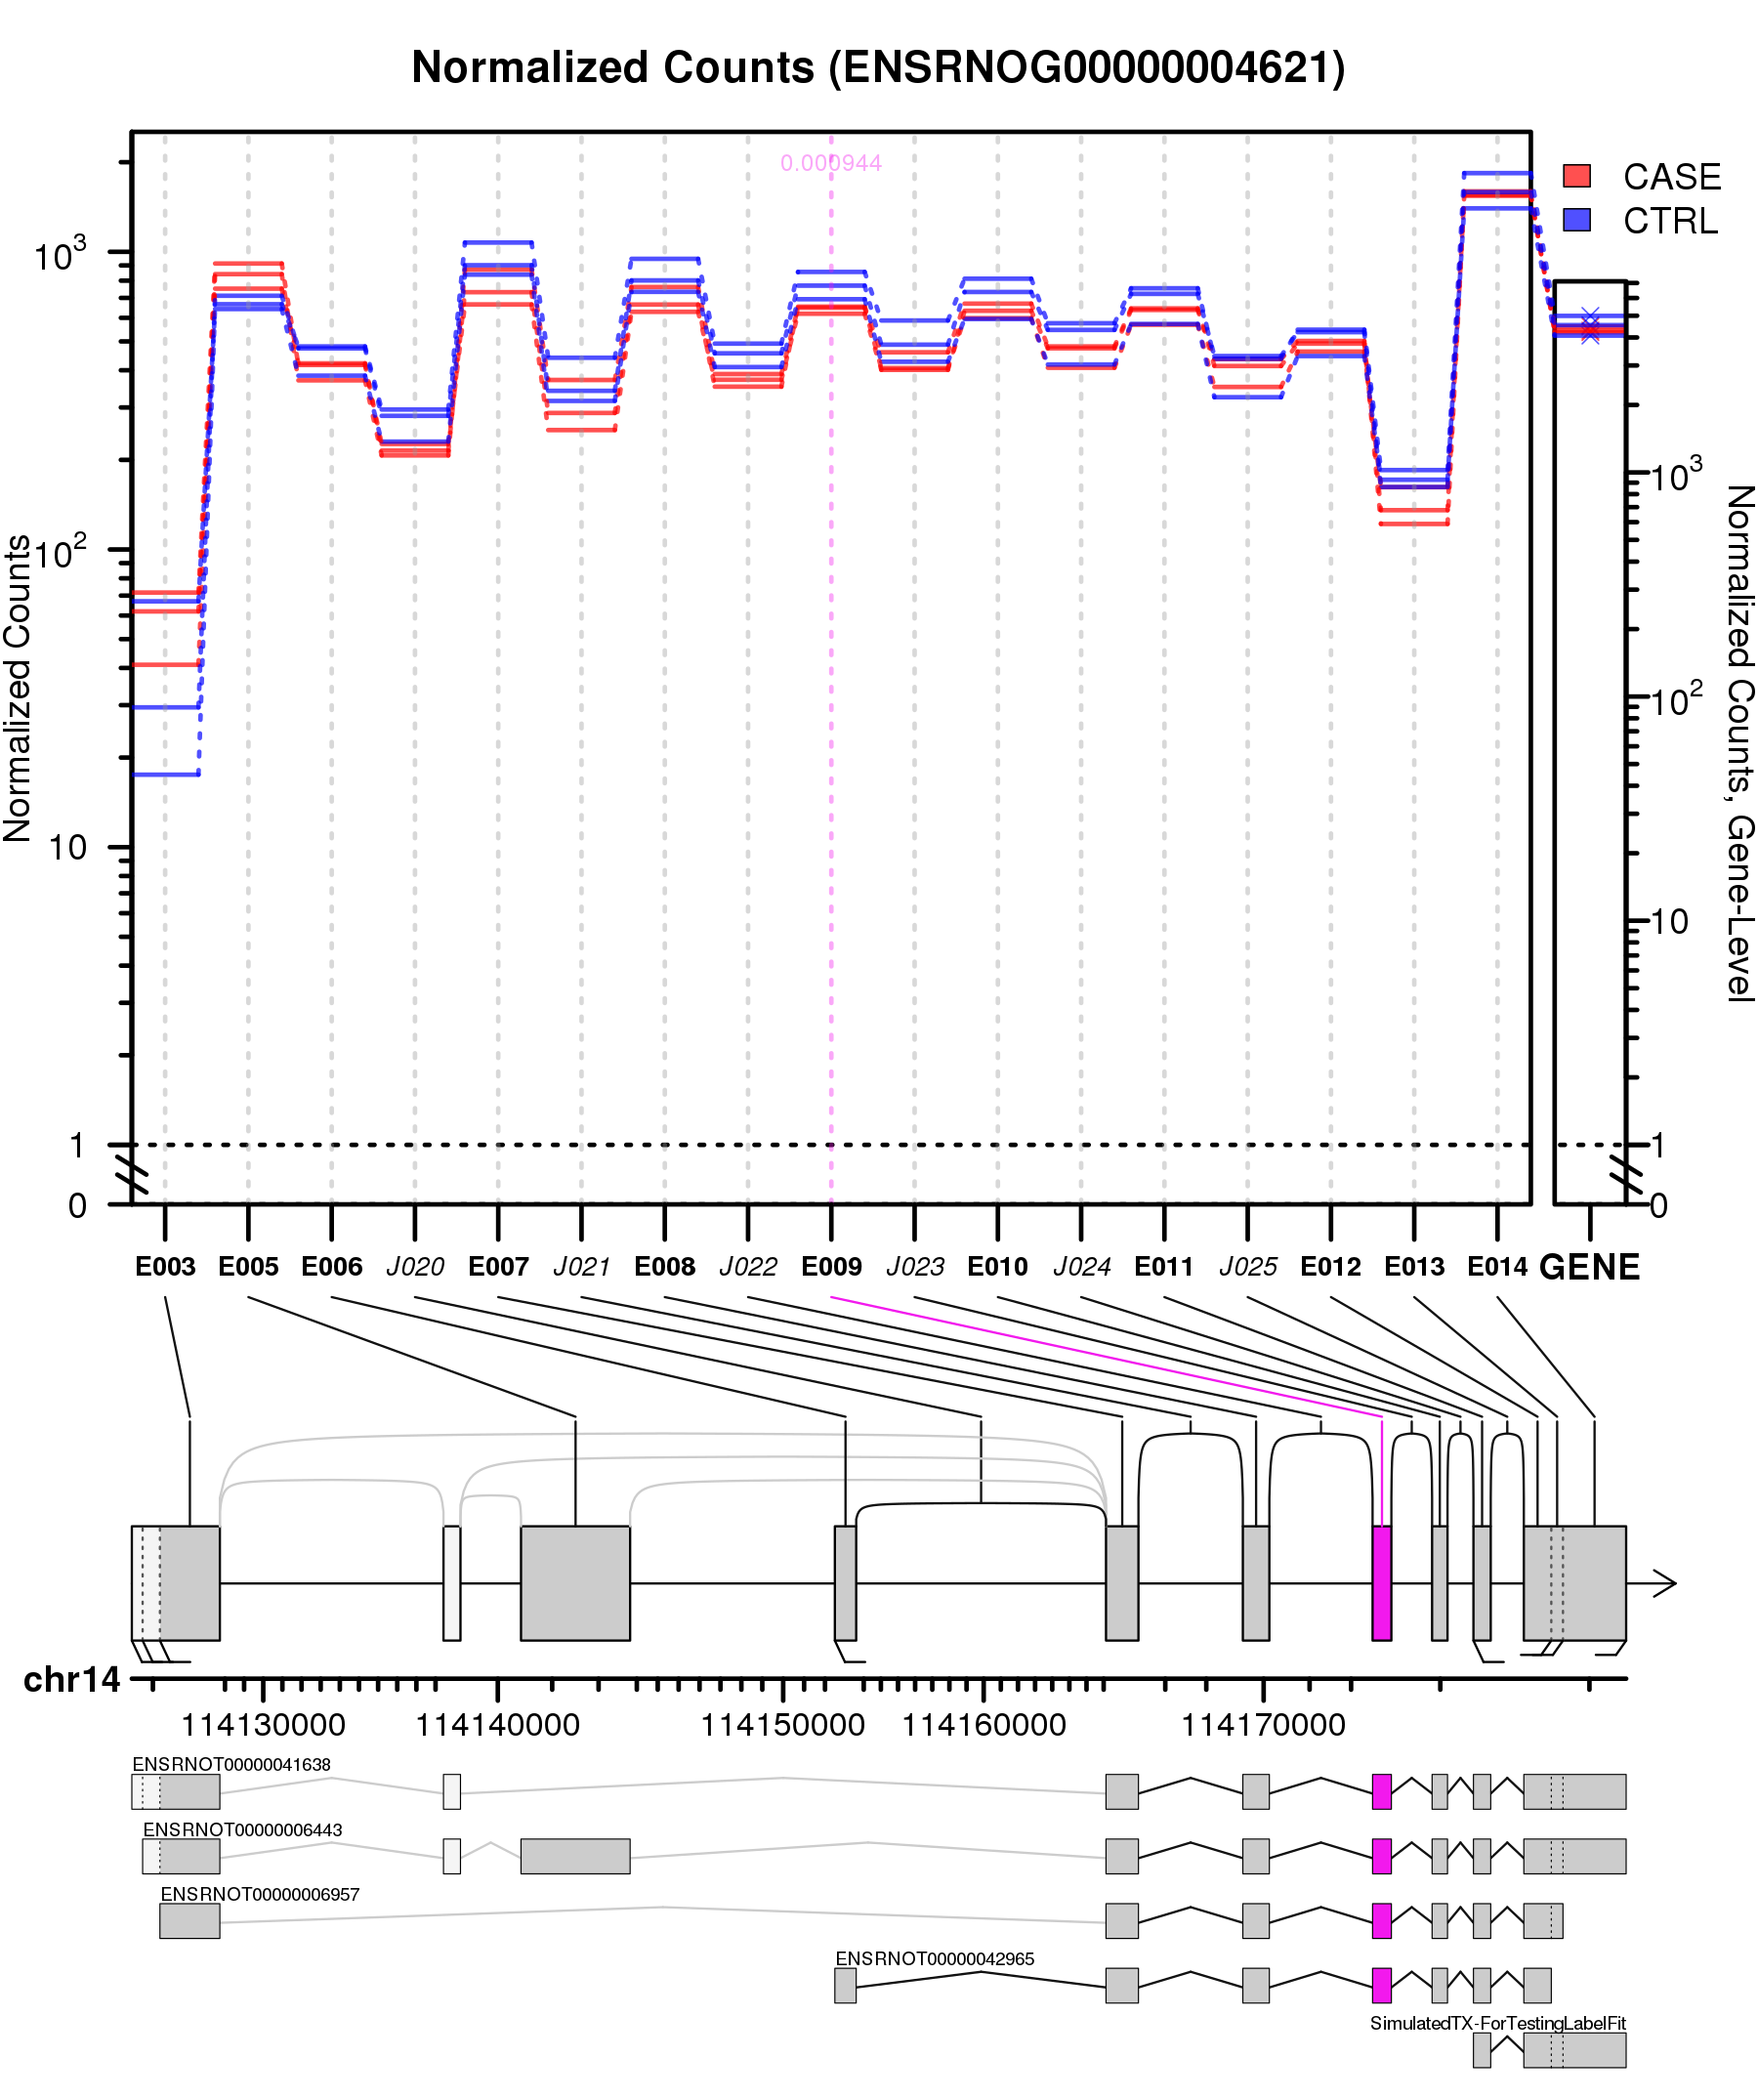 Normalized Counts (ENSRNOG00000004621)
0.000944
CASE
CTRL
10³
10²
10
1
0
Normalized Counts
10³
10²
10
1
0
Normalized Counts, Gene-Level
E003 E005 E006 J020 E007 J021 E008 J022 E009 J023 E010 J024 E011 J025 E012 E013 E014 GENE
chr14
114130000 114140000 114150000 114160000 114170000
ENSRNOT00000041638
ENSRNOT00000006443
ENSRNOT00000006957
ENSRNOT00000042965
SimulatedTX-ForTestingLabelFit